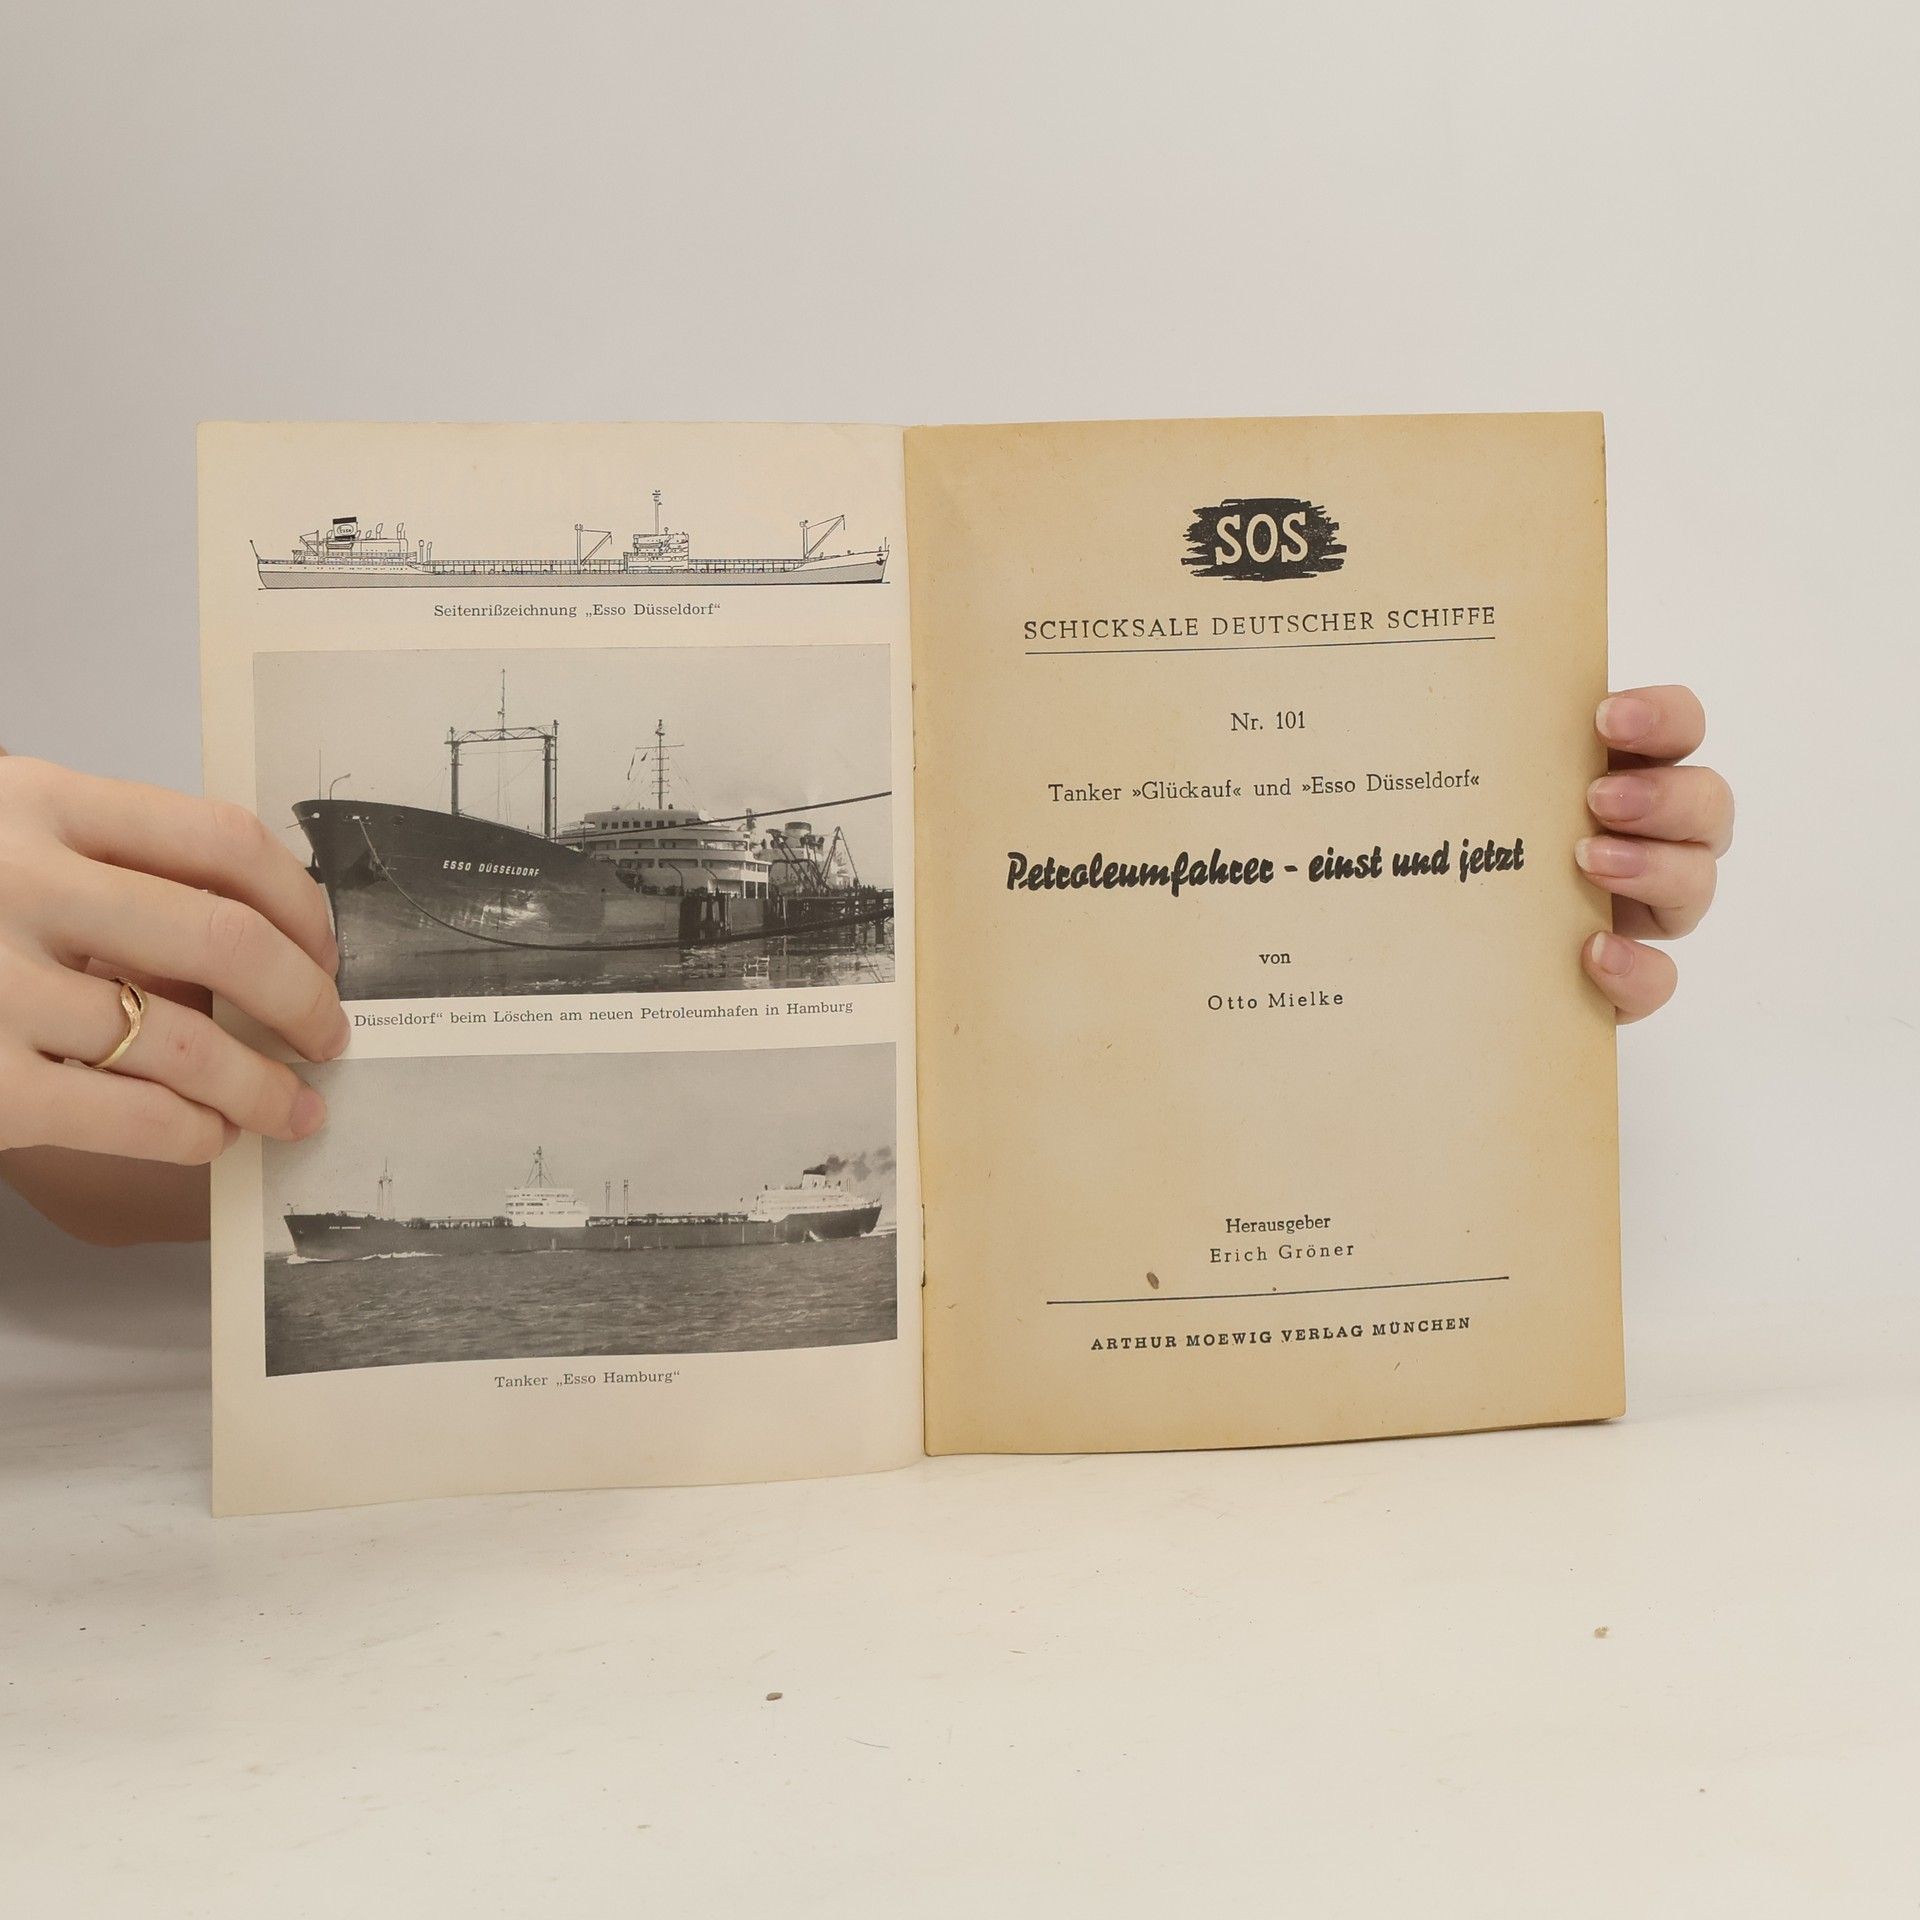 Seitenrißzeichnung „Esso Düsseldorf“
ESSO DÜSSELDORF
Düsseldorf“ beim Löschen am neuen Petroleumhafen in Hamburg
Tanker „Esso Hamburg“
SOS
SCHICKSALE DEUTSCHER SCHIFFE
Nr. 101
Tanker »Glückauf« und »Esso Düsseldorf«
Petroleumfahrer - einst und jetzt
von
Otto Mielke
Herausgeber
Erich Gröner
ARTHUR MOEWIG VERLAG MÜNCHEN